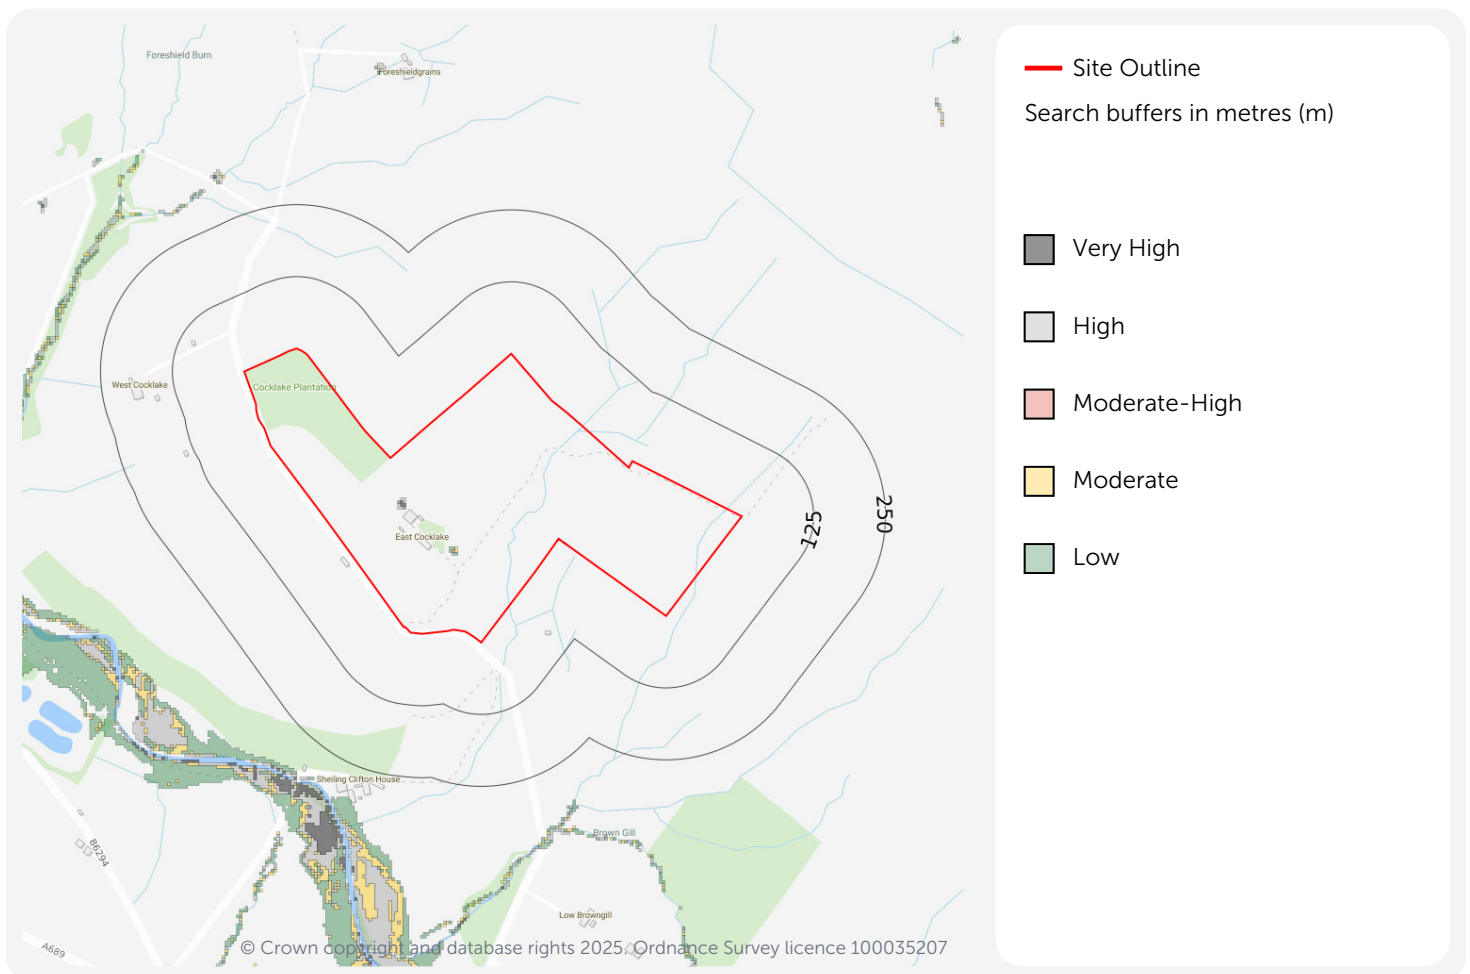 Foreshield Burn
Foreshieldgrains
West Cocklake
Cocklake Plantation
East Cocklake
125
250
Sheiling Clifton House
Brown Gill
B6294
Low Browngill
A689
© Crown copyright and database rights 2025. Ordnance Survey licence 100035207
Site Outline
Search buffers in metres (m)
Very High
High
Moderate-High
Moderate
Low